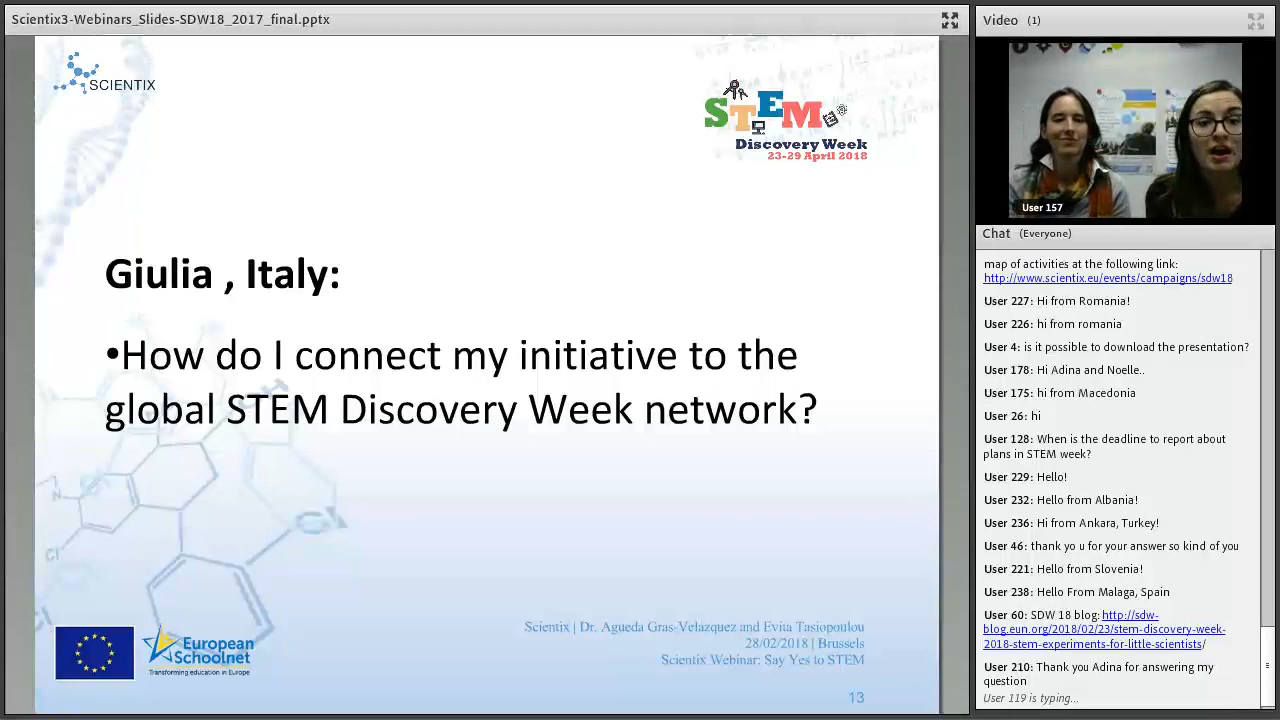 Scientix3-Webinars_Slides-SDW18_2017_final.pptx
SCIENTIX
STEM
Discovery Week
23-29 April 2018
Giulia , Italy:
•How do I connect my initiative to the
global STEM Discovery Week network?
N
Cl
European
Schoolnet
Transforming education in Europe
Scientix | Dr. Agueda Gras-Velazquez and Evita Tasiopoulou
28/02/2018 | Brussels
Scientix Webinar: Say Yes to STEM
13
Video (1)
User 157
Chat (Everyone)
map of activities at the following link:
http://www.scientix.eu/events/campaigns/sdw18
User 227: Hi from Romania!
User 226: hi from romania
User 4: is it possible to download the presentation?
User 178: Hi Adina and Noelle..
User 175: hi from Macedonia
User 26: hi
User 128: When is the deadline to report about
plans in STEM week?
User 229: Hello!
User 232: Hello from Albania!
User 236: Hi from Ankara, Turkey!
User 46: thank yo u for your answer so kind of you
User 221: Hello from Slovenia!
User 238: Hello From Malaga, Spain
User 60: SDW 18 blog: http://sdw-
blog.eun.org/2018/02/23/stem-discovery-week-
2018-stem-experiments-for-little-scientists/
User 210: Thank you Adina for answering my
question
User 119 is typing...